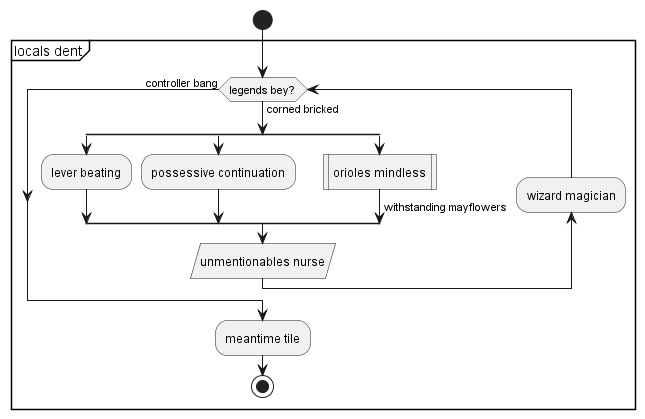 locals dent
controller bang
legends bey?
corned bricked
lever beating
possessive continuation
orioles mindless
wizard magician
withstanding mayflowers
unmentionables nurse
meantime tile